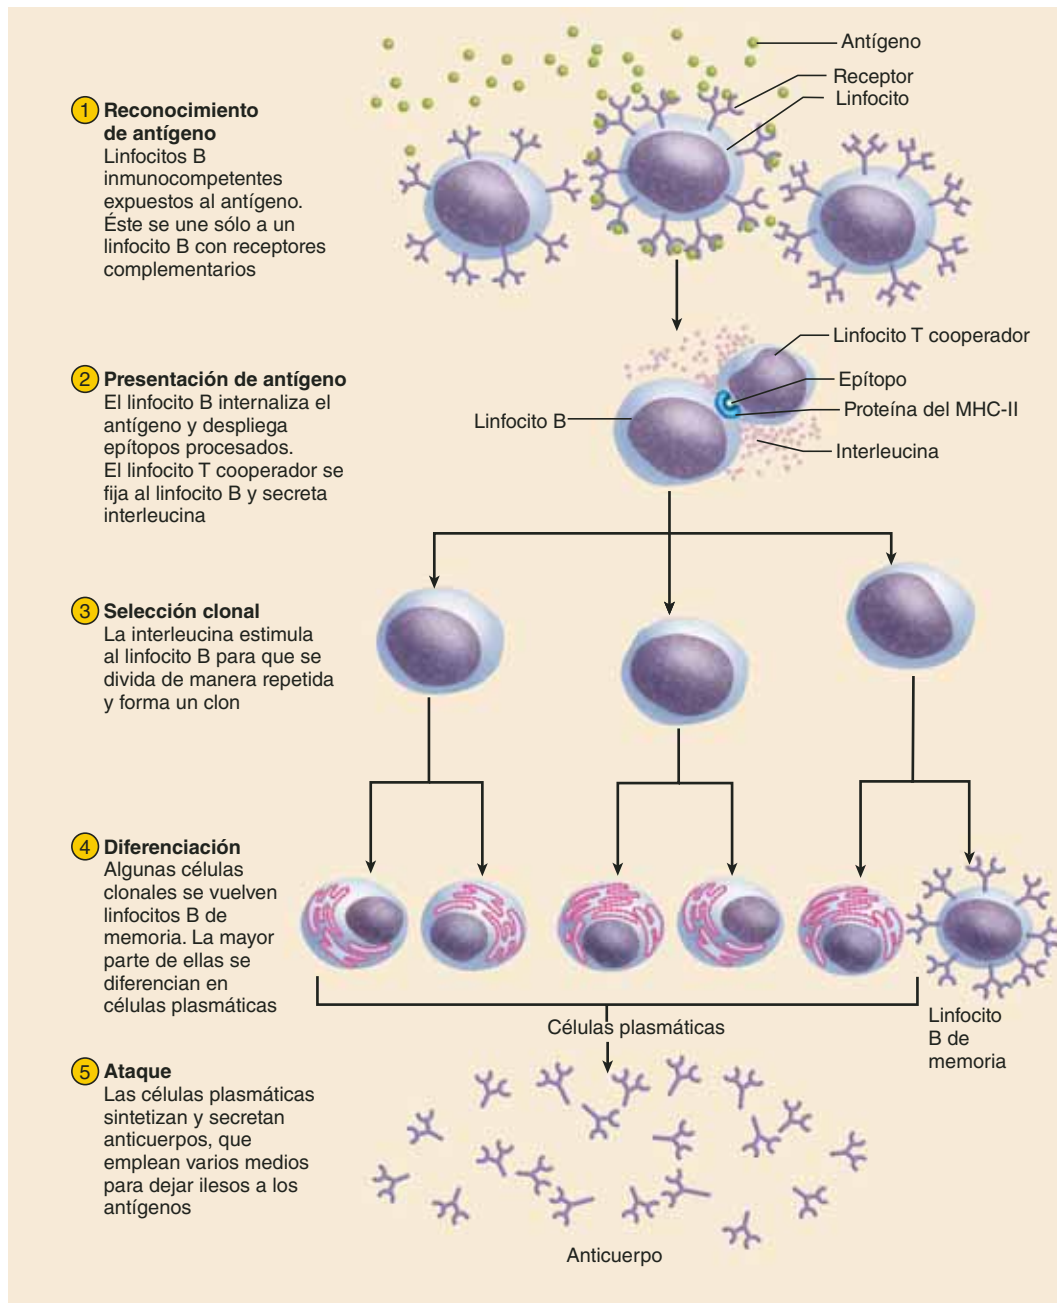 Antígeno
Receptor
Linfocito
1 Reconocimiento
de antígeno
Linfocitos B
inmunocompetentes
expuestos al antígeno.
Éste se une sólo a un
linfocito B con receptores
complementarios
Linfocito T cooperador
Epítopo
Proteína del MHC-II
Interleucina
Linfocito B
2 Presentación de antígeno
El linfocito B internaliza el
antígeno y despliega
epítopos procesados.
El linfocito T cooperador se
fija al linfocito B y secreta
interleucina
3 Selección clonal
La interleucina estimula
al linfocito B para que se
divida de manera repetida
y forma un clon
4 Diferenciación
Algunas células
clonales se vuelven
linfocitos B de
memoria. La mayor
parte de ellas se
diferencian en
células plasmáticas
Células plasmáticas
Linfocito
B de
memoria
5 Ataque
Las células plasmáticas
sintetizan y secretan
anticuerpos, que
emplean varios medios
para dejar ilesos a los
antígenos
Anticuerpo